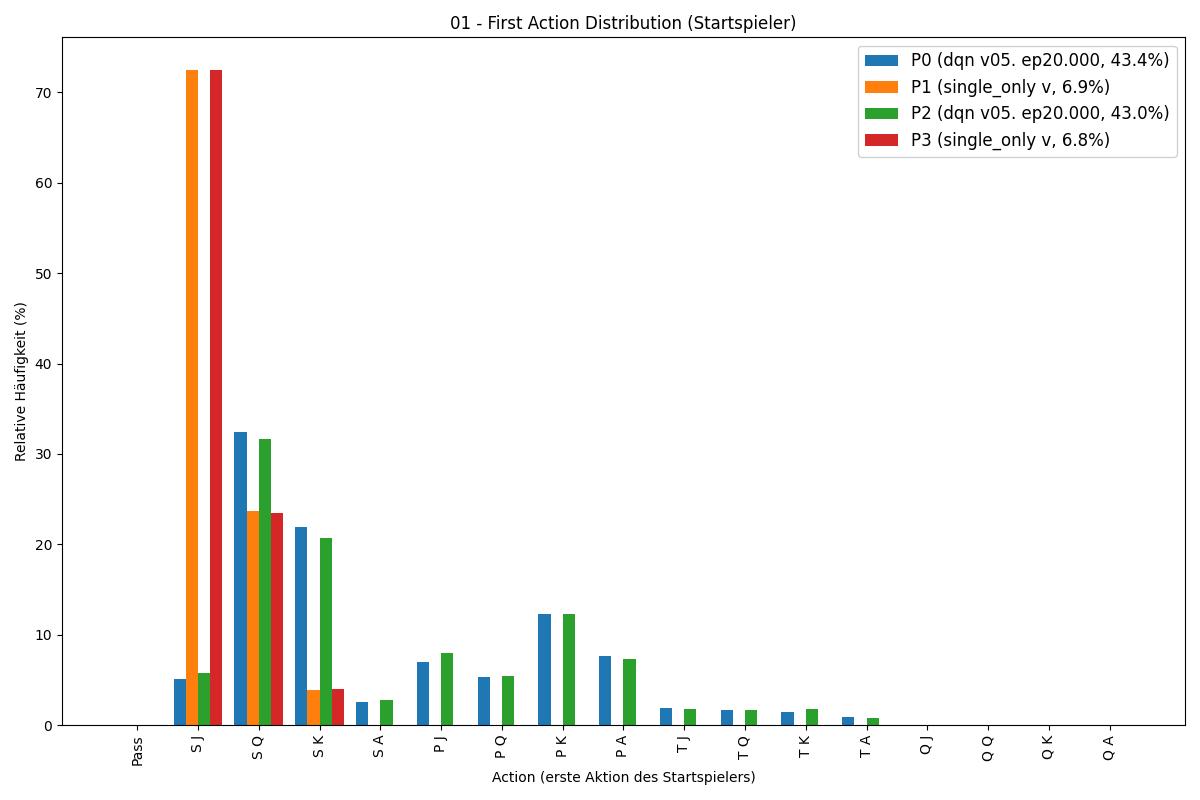 01 - First Action Distribution (Startspieler)
P0 (dqn v05. ep20.000, 43.4%)
P1 (single_only v, 6.9%)
P2 (dqn v05. ep20.000, 43.0%)
P3 (single_only v, 6.8%)
Relative Häufigkeit (%)
70
60
50
40
30
20
10
0
Pass
S J
S Q
S K
S A
P J
P Q
P K
P A
T J
T Q
T K
T A
Q J
Q Q
Q K
Q A
Action (erste Aktion des Startspielers)